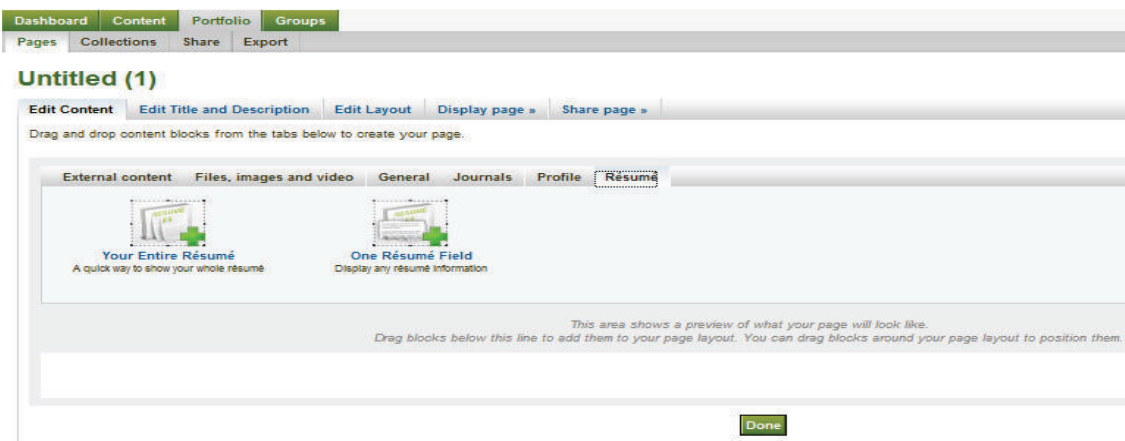 Dashboard Content Portfolio Groups
Pages Collections Share Export
Untitled (1)
Edit Content Edit Title and Description Edit Layout Display page » Share page »
Drag and drop content blocks from the tabs below to create your page.
External content Files, images and video General Journals Profile Résumé
RESUME RESUME
Your Entire Résumé One Résumé Field
A quick way to show your whole résumé Display any résumé information
This area shows a preview of what your page will look like.
Drag blocks below this line to add them to your page layout. You can drag blocks around your page layout to position them.
Done